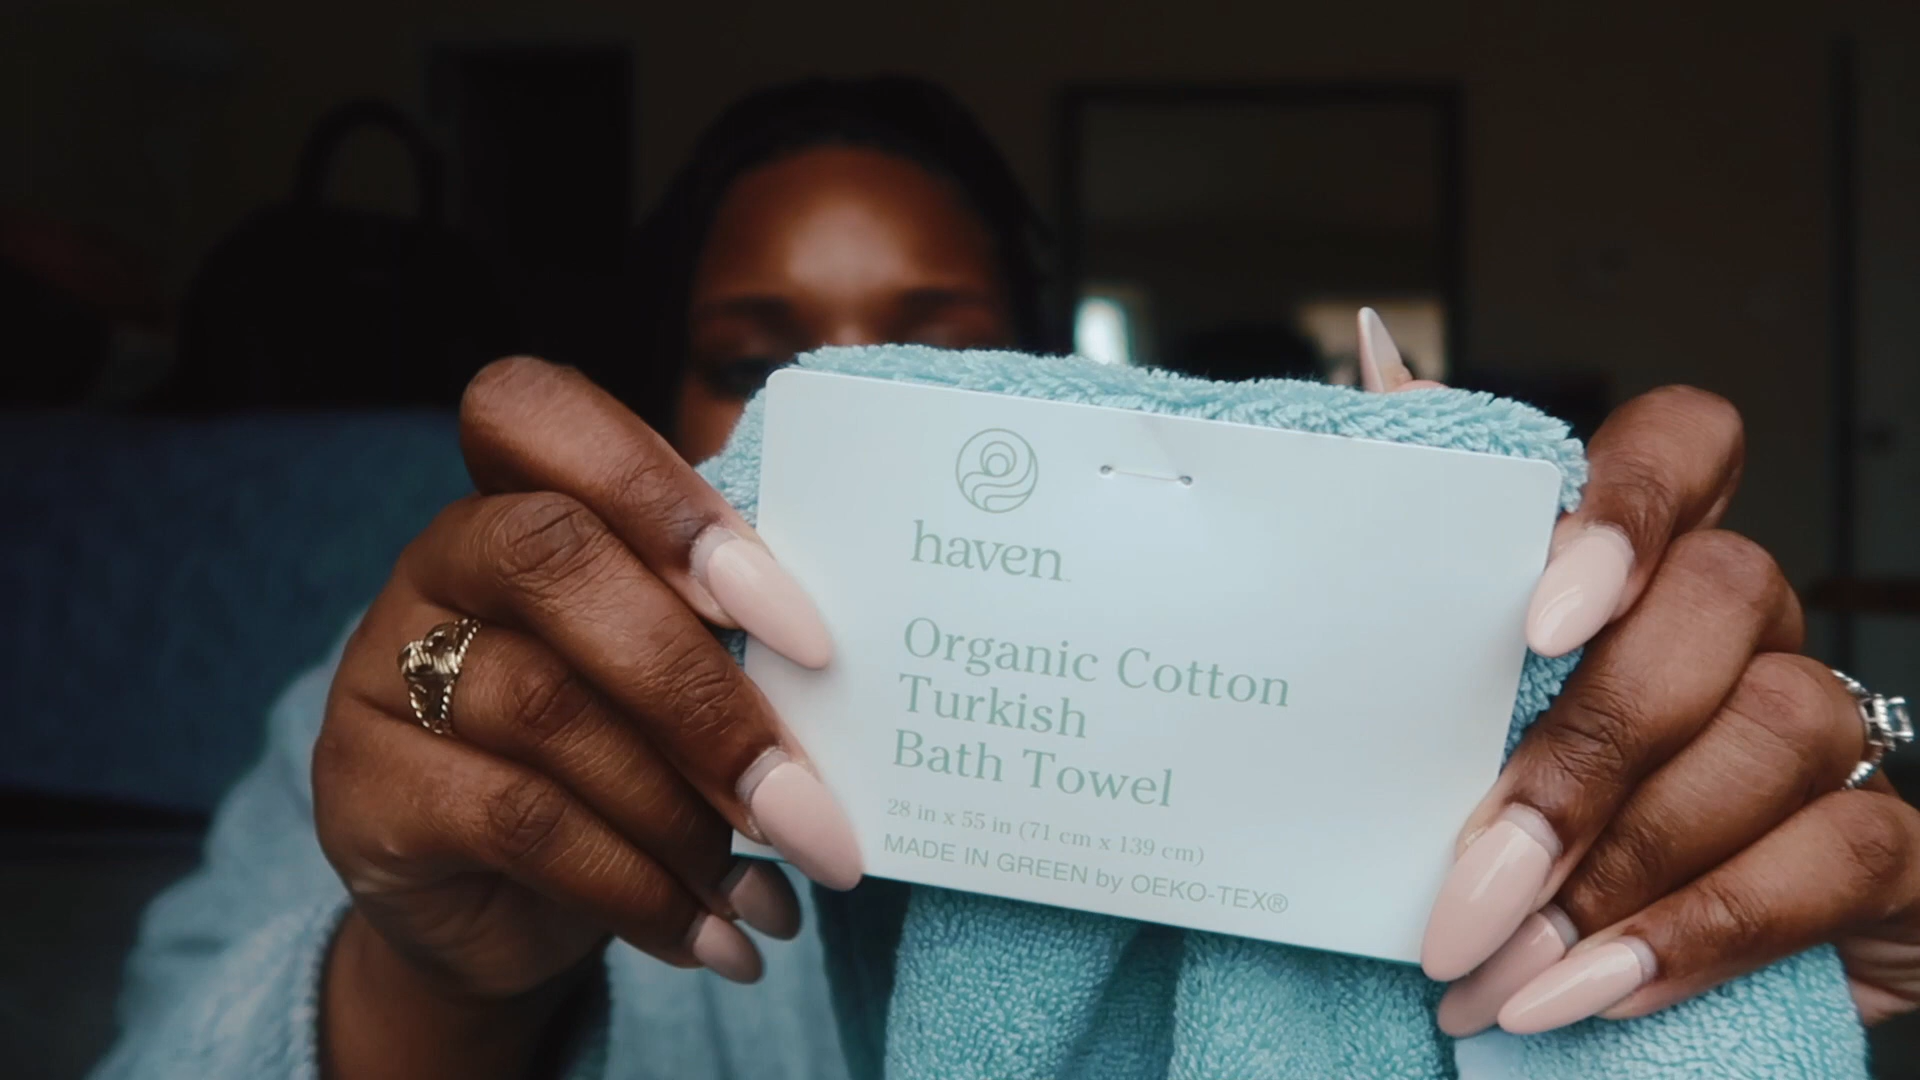 haven
Organic Cotton
Turkish
Bath Towel
28 in x 55 in (71 cm x 139 cm)
MADE IN GREEN by OEKO-TEX®